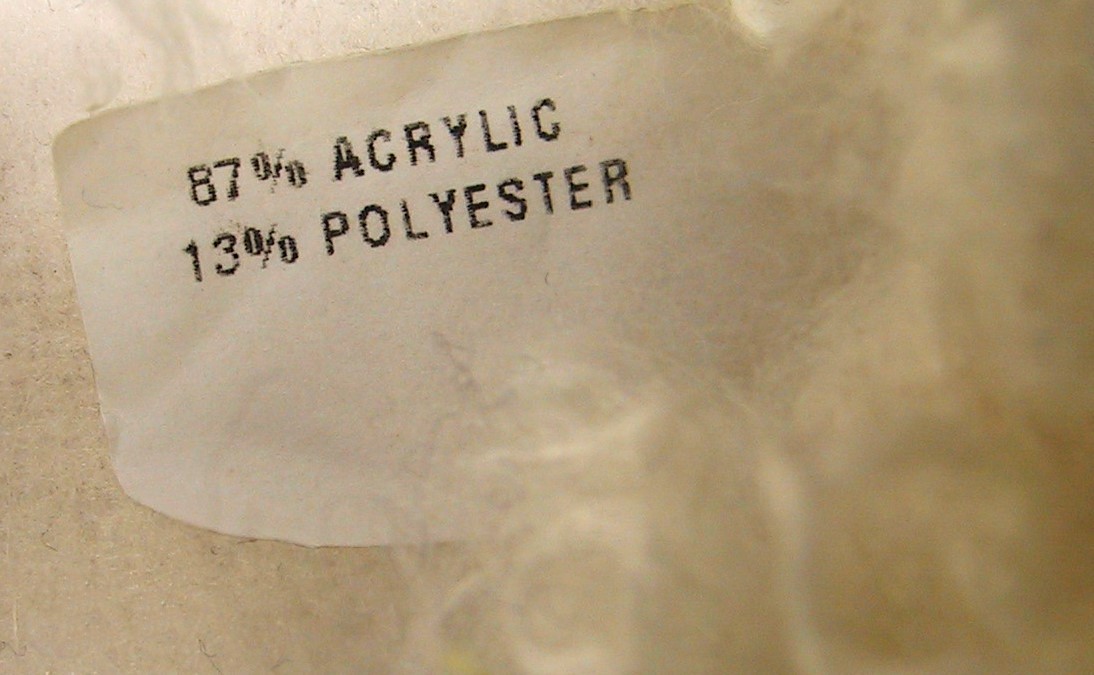 87% ACRYLIC
13% POLYESTER